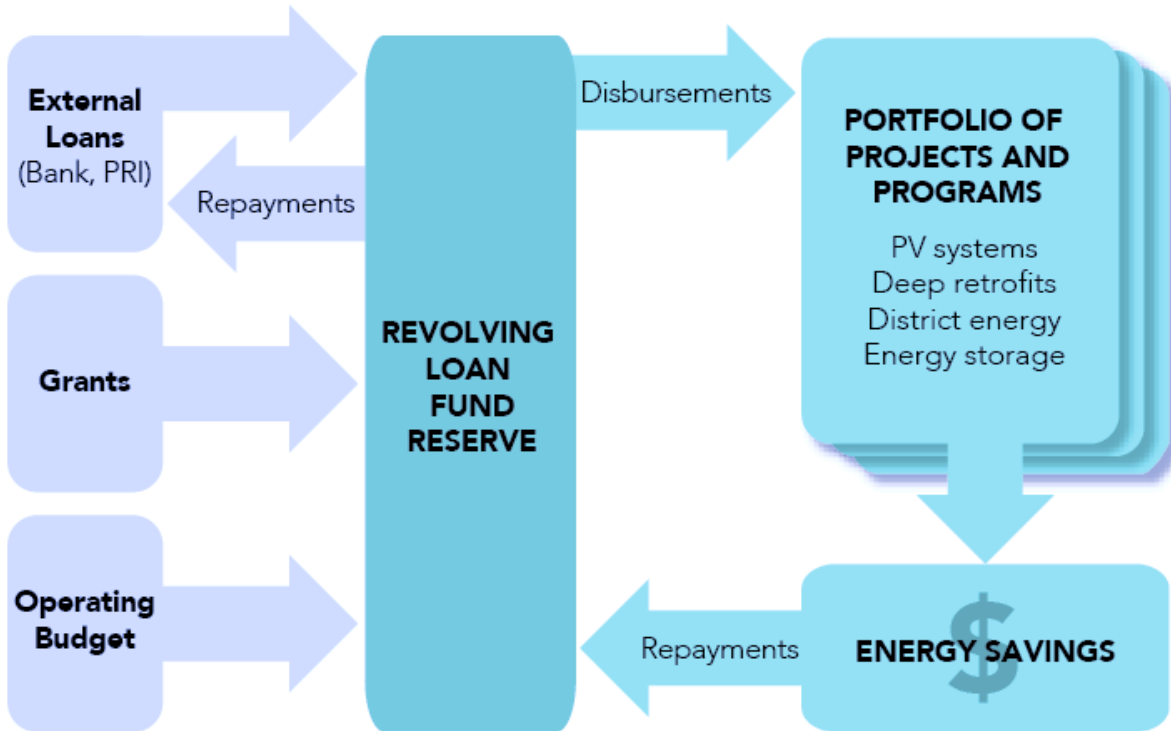 External
Loans
(Bank, PRI)
Repayments
Grants
Operating
Budget
REVOLVING
LOAN
FUND
RESERVE
Disbursements
PORTFOLIO OF
PROJECTS AND
PROGRAMS
PV systems
Deep retrofits
District energy
Energy storage
$
ENERGY SAVINGS
Repayments